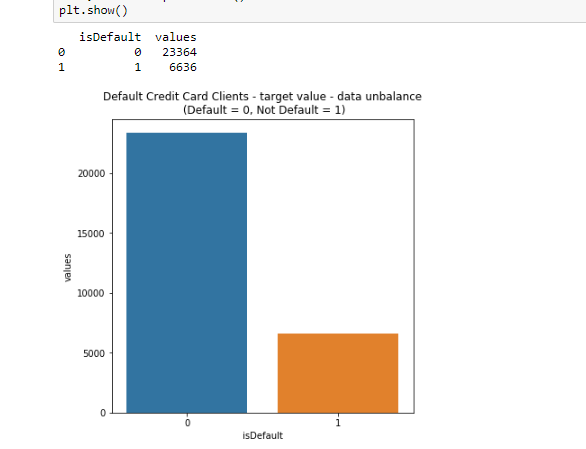 plt.show()
isDefault values
0 0 23364
1 1 6636
Default Credit Card Clients - target value - data unbalance
(Default = 0, Not Default = 1)
20000
15000
values
10000
5000
0
0 1
isDefault